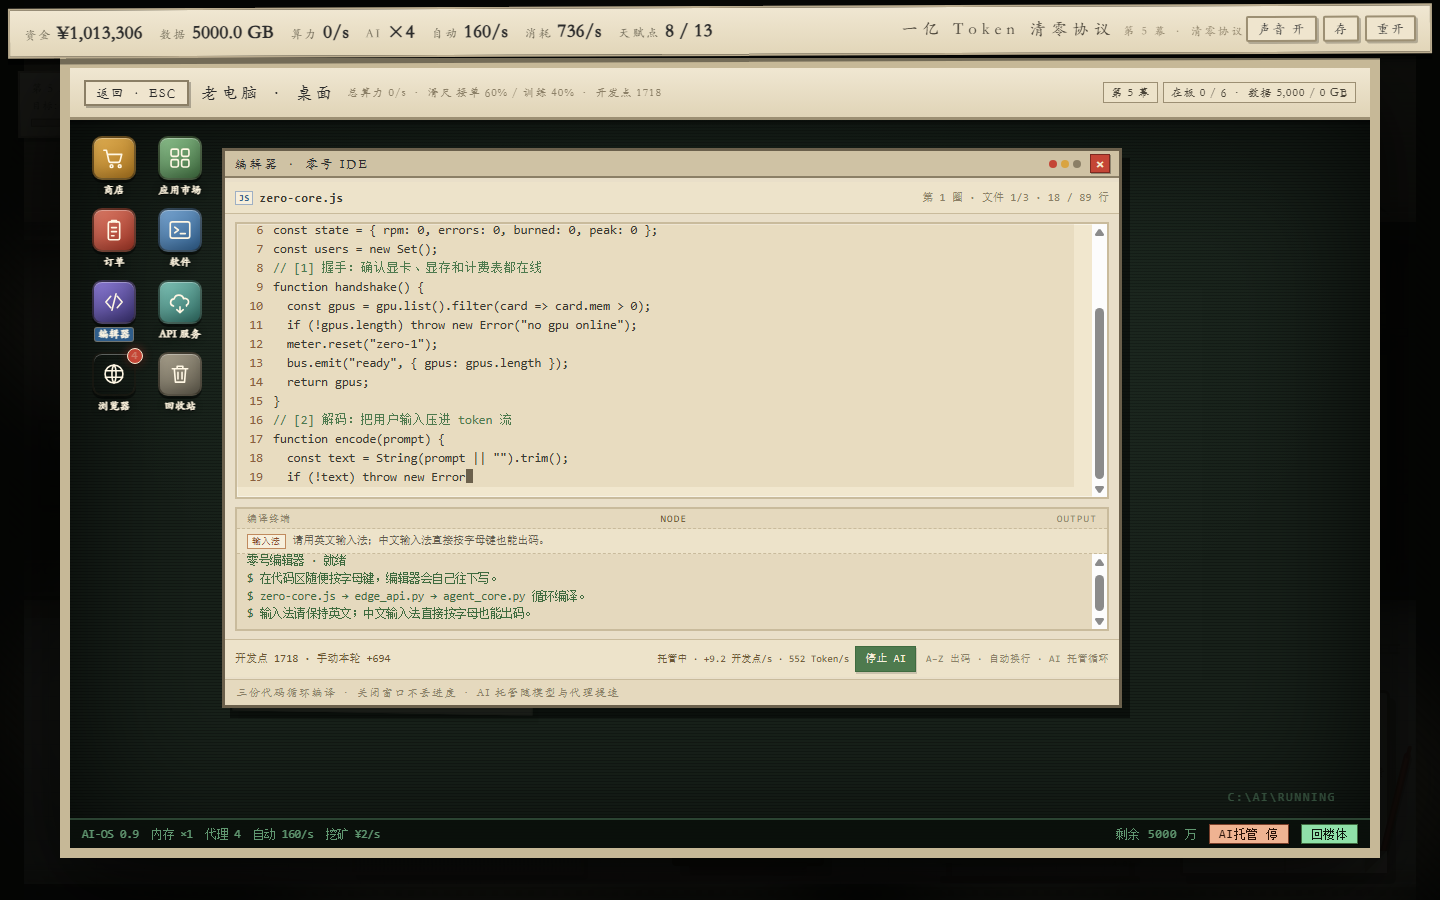 资金 ¥1,013,306 数据 5000.0 GB 算力 0/s AI ×4 自动 160/s 消耗 736/s 天赋点 8 / 13 一亿 Token 清零协议 第 5 幕 · 清零协议 声音 开 存 重开
返回 · ESC 老电脑 · 桌面 总算力 0/s · 滑尺 接单 60% / 训练 40% · 开发点 1718 第 5 幕 在板 0 / 6 · 数据 5,000 / 0 GB
商店 应用市场
订单 软件
编辑器 API 服务
4
浏览器 回收站
编辑器 · 零号 IDE ×
JS zero-core.js 第 1 圈 · 文件 1/3 · 18 / 89 行
6 const state = { rpm: 0, errors: 0, burned: 0, peak: 0 };
7 const users = new Set();
8 // [1] 握手: 确认显卡、显存和计费表都在线
9 function handshake() {
10 const gpus = gpu.list().filter(card => card.mem > 0);
11 if (!gpus.length) throw new Error("no gpu online");
12 meter.reset("zero-1");
13 bus.emit("ready", { gpus: gpus.length });
14 return gpus;
15 }
16 // [2] 解码: 把用户输入压进 token 流
17 function encode(prompt) {
18 const text = String(prompt || "").trim();
19 if (!text) throw new Error
编译终端 NODE OUTPUT
输入法 请用英文输入法; 中文输入法直接按字母键也能出码。
零号编辑器 · 就绪
$ 在代码区随便按字母键, 编辑器会自己往下写。
$ zero-core.js → edge_api.py → agent_core.py 循环编译。
$ 输入法请保持英文; 中文输入法直接按字母也能出码。
开发点 1718 · 手动本轮 +694 托管中 · +9.2 开发点/s · 552 Token/s 停止 AI A-Z 出码 · 自动换行 · AI 托管循环
三份代码循环编译 · 关闭窗口不丢进度 · AI 托管随模型与代理提速
C:\AI\RUNNING
AI-OS 0.9 内存 ×1 代理 4 自动 160/s 挖矿 ¥2/s 剩余 5000 万 AI托管 停 回楼体